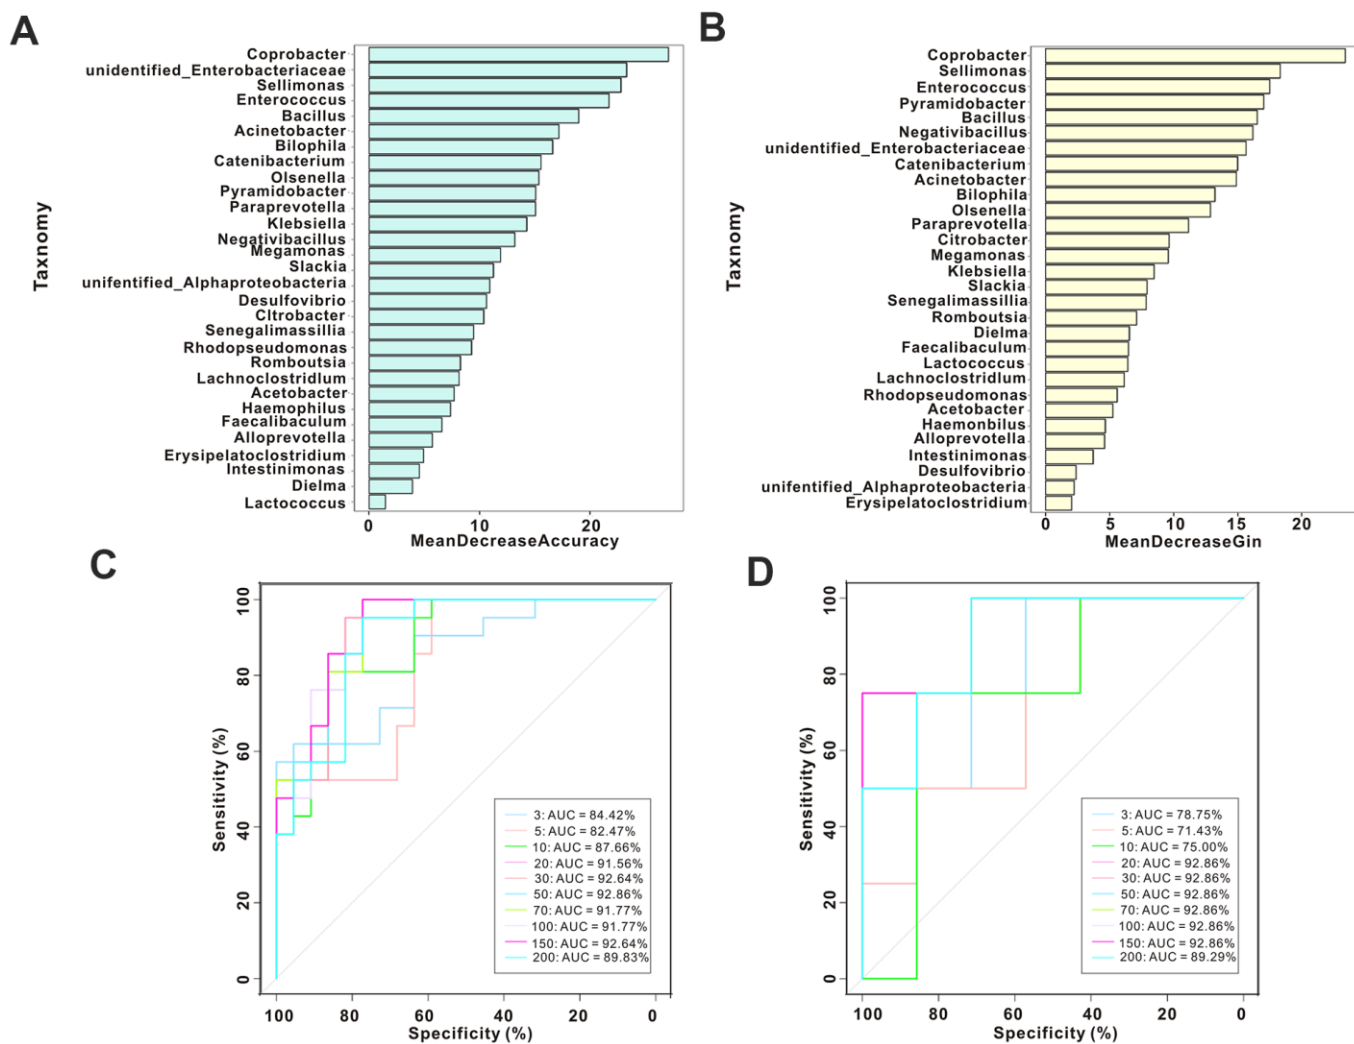 A
Taxnomy
Coprobacter
unidentified_Enterobacteriaceae
Sellimonas
Enterococcus
Bacillus
Acinetobacter
Bilophila
Catenibacterium
Olsenella
Pyramidobacter
Paraprevotella
Klebsiella
Negativibacillus
Megamonas
Slackia
unifentified_Alphaproteobacteria
Desulfovibrio
CItrobacter
Senegalimassillia
Rhodopseudomonas
Romboutsia
LachnoclostridIum
Acetobacter
Haemophilus
Faecalibaculum
Alloprevotella
Erysipelatoclostridium
Intestinimonas
Dielma
Lactococcus
0 10 20
MeanDecreaseAccuracy
B
Taxnomy
Coprobacter
Sellimonas
Enterococcus
Pyramidobacter
Bacillus
Negativibacillus
unidentified_Enterobacteriaceae
Catenibacterium
Acinetobacter
Bilophila
Olsenella
Paraprevotella
Citrobacter
Megamonas
Klebsiella
Slackia
Senegalimassillia
Romboutsia
Dielma
Faecalibaculum
Lactococcus
LachnoclostridIum
Rhodopseudomonas
Acetobacter
Haemonbilus
Alloprevotella
Intestinimonas
Desulfovibrio
unifentified_Alphaproteobacteria
Erysipelatoclostridium
0 5 10 15 20
MeanDecreaseGin
C
Sensitivity (%)
100
80
60
40
20
0
3: AUC = 84.42%
5: AUC = 82.47%
10: AUC = 87.66%
20: AUC = 91.56%
30: AUC = 92.64%
50: AUC = 92.86%
70: AUC = 91.77%
100: AUC = 91.77%
150: AUC = 92.64%
200: AUC = 89.83%
100 80 60 40 20 0
Specificity (%)
D
Sensitivity (%)
100
80
60
40
20
0
3: AUC = 78.75%
5: AUC = 71.43%
10: AUC = 75.00%
20: AUC = 92.86%
30: AUC = 92.86%
50: AUC = 92.86%
70: AUC = 92.86%
100: AUC = 92.86%
150: AUC = 92.86%
200: AUC = 89.29%
100 80 60 40 20 0
Specificity (%)